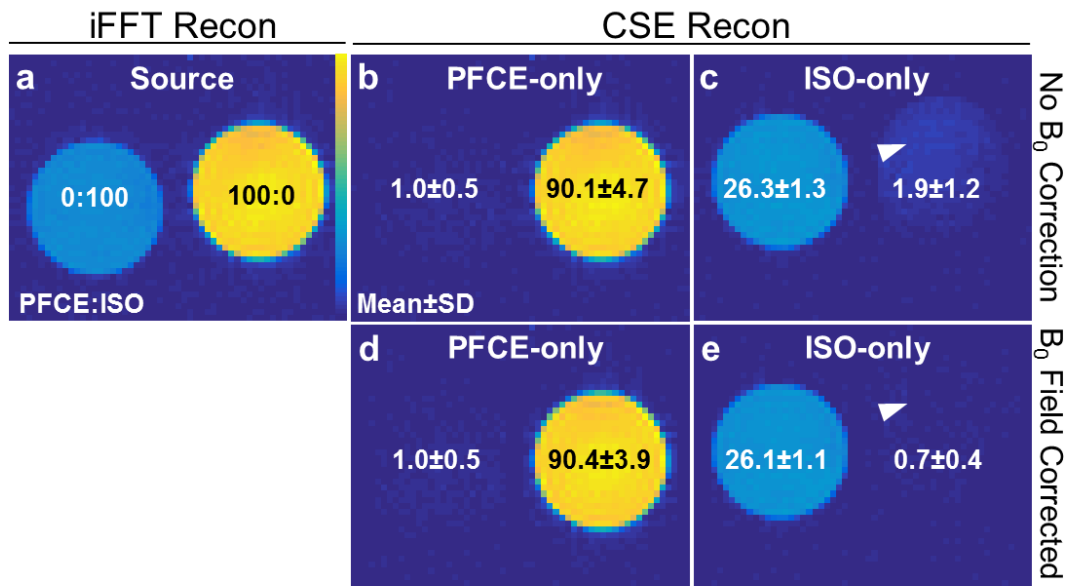 iFFT Recon
CSE Recon
a Source
0:100
100:0
PFCE:ISO
b PFCE-only
1.0±0.5
90.1±4.7
Mean±SD
c ISO-only
26.3±1.3
1.9±1.2
No B₀ Correction
d PFCE-only
1.0±0.5
90.4±3.9
e ISO-only
26.1±1.1
0.7±0.4
B₀ Field Corrected